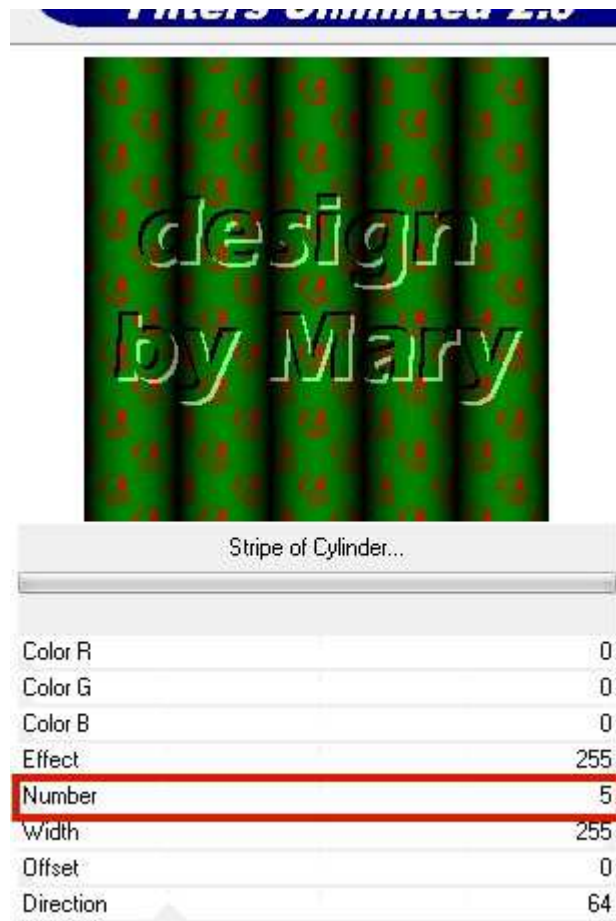 Filters Unlimited 2.0
design
by Mary
Stripe of Cylinder...
Color R 0
Color G 0
Color B 0
Effect 255
Number 5
Width 255
Offset 0
Direction 64